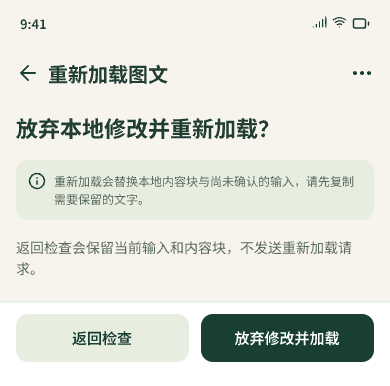 9:41
重新加载图文
放弃本地修改并重新加载？
重新加载会替换本地内容块与尚未确认的输入，请先复制
需要保留的文字。
返回检查会保留当前输入和内容块，不发送重新加载请
求。
返回检查
放弃修改并加载